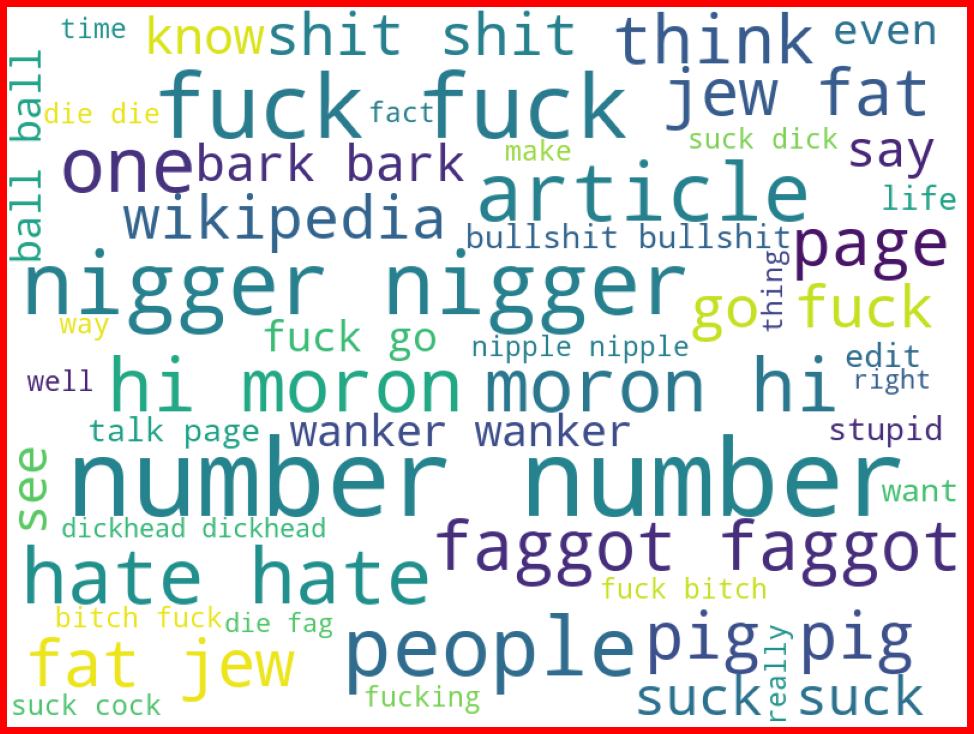 time
know
shit shit
think
even
ball ball
die die
fuck fuck
fact
jew fat
one
bark bark
make
suck dick
say
ball ball
wikipedia
article
life
bullshit bullshit
page
nigger nigger
thing
go fuck
way
fuck go
nipple nipple
edit
well
hi moron
moron hi
right
talk page
wanker wanker
stupid
see
number number
want
dickhead dickhead
faggot faggot
hate hate
fuck bitch
bitch fuck
die fag
people
pig pig
fat jew
really
suck cock
fucking
suck suck